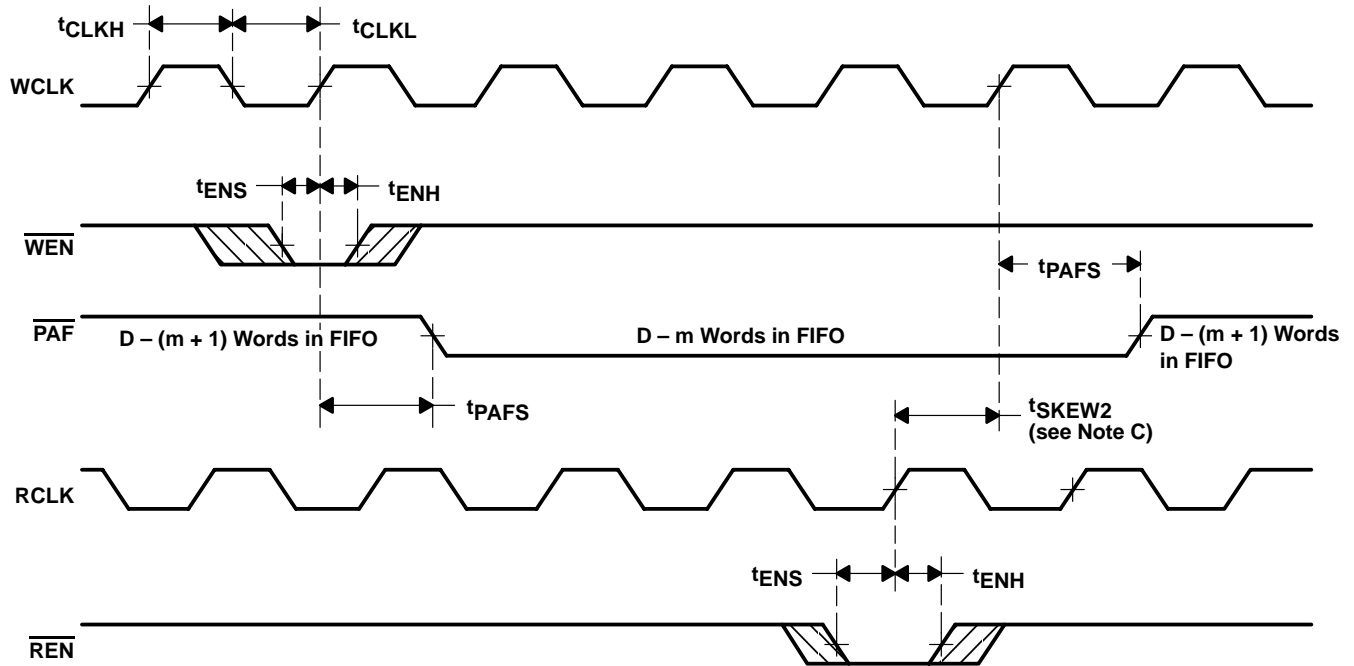 tCLKH
tCLKL
WCLK
tENS
tENH
WEN
tPAFS
PAF
D – (m + 1) Words in FIFO
D – m Words in FIFO
D – (m + 1) Words
in FIFO
tPAFS
tSKEW2
(see Note C)
RCLK
tENS
tENH
REN